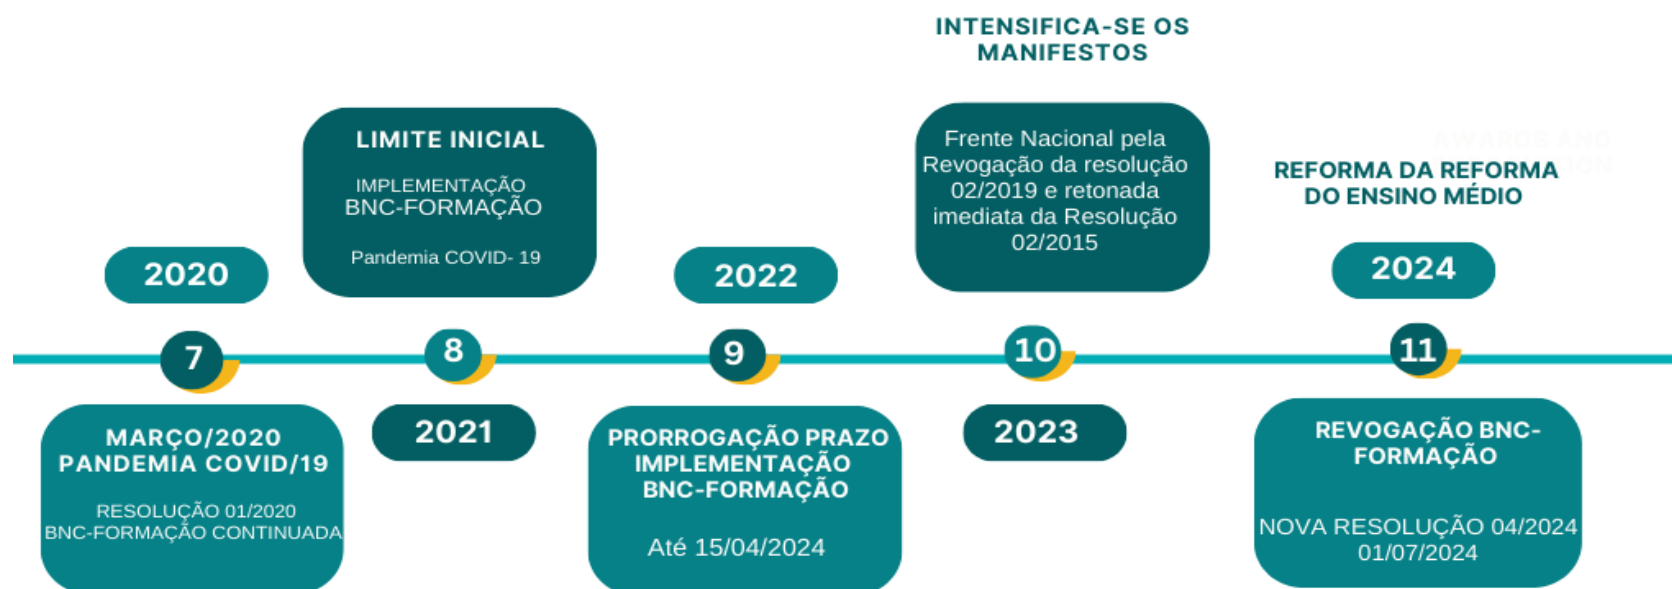 2020
7
MARÇO/2020
PANDEMIA COVID/19
RESOLUÇÃO 01/2020
BNC-FORMAÇÃO CONTINUADA
LIMITE INICIAL
IMPLEMENTAÇÃO
BNC-FORMAÇÃO
Pandemia COVID- 19
8
2021
2022
9
PRORROGAÇÃO PRAZO
IMPLEMENTAÇÃO
BNC-FORMAÇÃO
Até 15/04/2024
INTENSIFICA-SE OS
MANIFESTOS
Frente Nacional pela
Revogação da resolução
02/2019 e retonada
imediata da Resolução
02/2015
10
2023
AWARDS AND
REFORMA DA REFORMA
DO ENSINO MÉDIO
2024
11
REVOGAÇÃO BNC-
FORMAÇÃO
NOVA RESOLUÇÃO 04/2024
01/07/2024